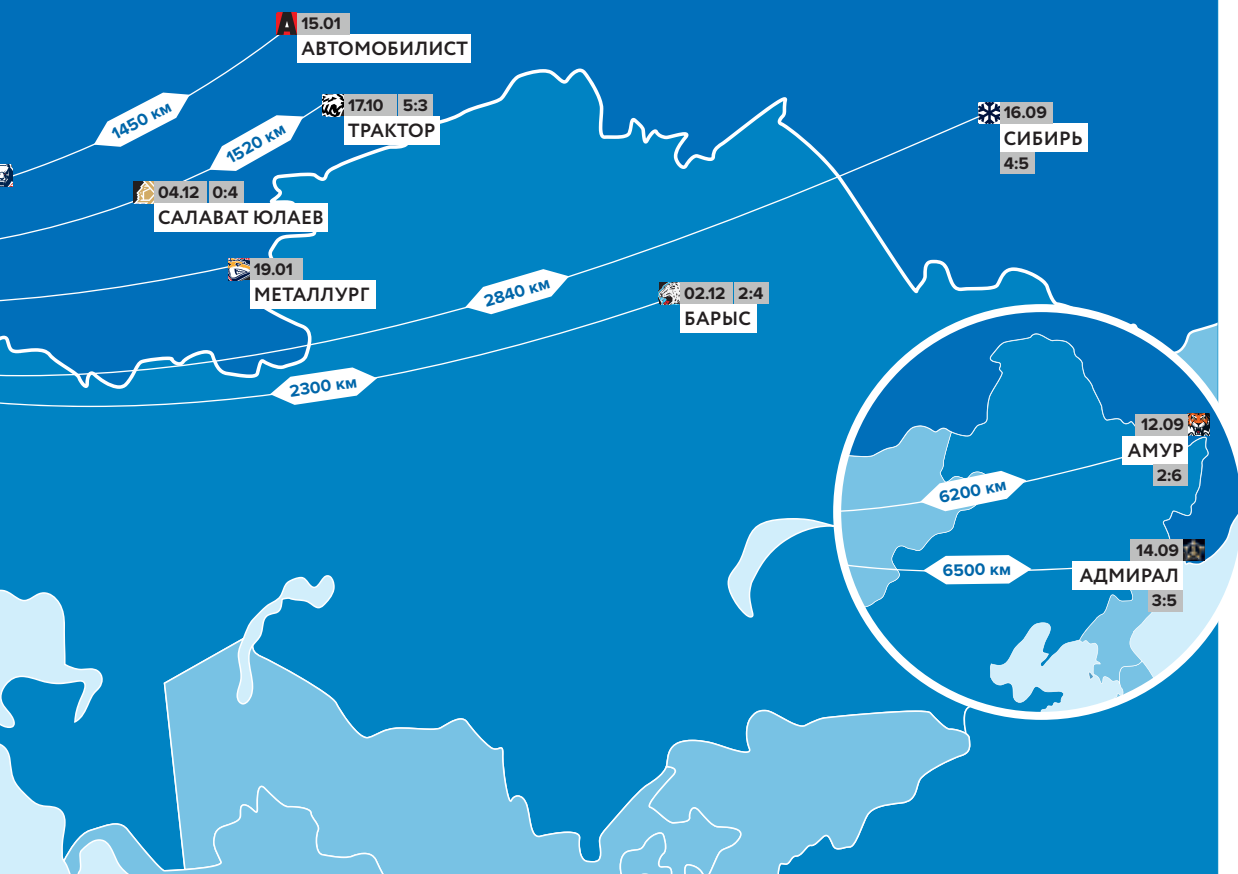 15.01
АВТОМОБИЛИСТ
1450 км
17.10 5:3
ТРАКТОР
1520 км
16.09
СИБИРЬ
4:5
04.12 0:4
САЛАВАТ ЮЛАЕВ
19.01
МЕТАЛЛУРГ
2840 км
02.12 2:4
БАРЫС
2300 км
12.09
АМУР
2:6
6200 км
14.09
АДМИРАЛ
3:5
6500 км